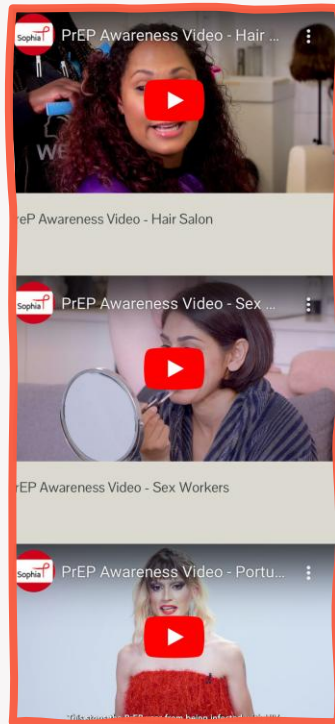 Sophia
PrEP Awareness Video - Hair ...
WE
reP Awareness Video - Hair Salon
Sophia
PrEP Awareness Video - Sex ...
rEP Awareness Video - Sex Workers
Sophia
PrEP Awareness Video - Portu...